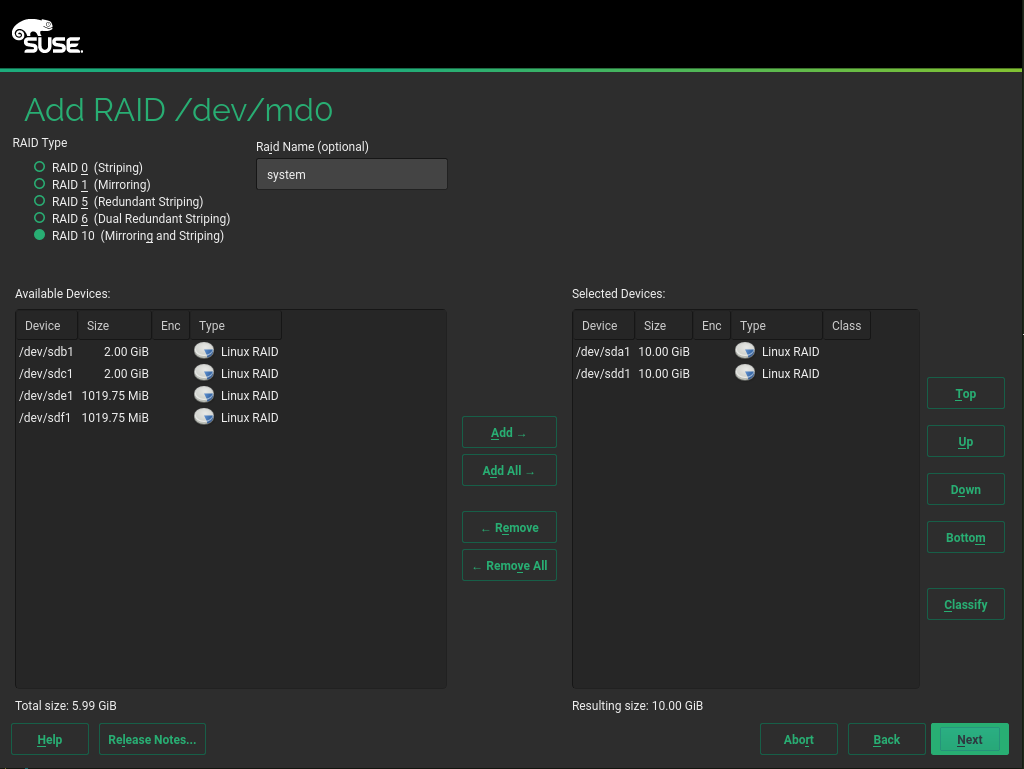 SUSE
Add RAID /dev/md0
RAID Type
Raid Name (optional)
RAID 0 (Striping)
RAID 1 (Mirroring)
RAID 5 (Redundant Striping)
RAID 6 (Dual Redundant Striping)
RAID 10 (Mirroring and Striping)
system
Available Devices:
Device Size Enc Type
/dev/sdb1 2.00 GiB Linux RAID
/dev/sdc1 2.00 GiB Linux RAID
/dev/sde1 1019.75 MiB Linux RAID
/dev/sdf1 1019.75 MiB Linux RAID
Total size: 5.99 GiB
Add →
Add All →
← Remove
← Remove All
Selected Devices:
Device Size Enc Type Class
/dev/sda1 10.00 GiB Linux RAID
/dev/sdd1 10.00 GiB Linux RAID
Resulting size: 10.00 GiB
Top
Up
Down
Bottom
Classify
Help Release Notes... Abort Back Next